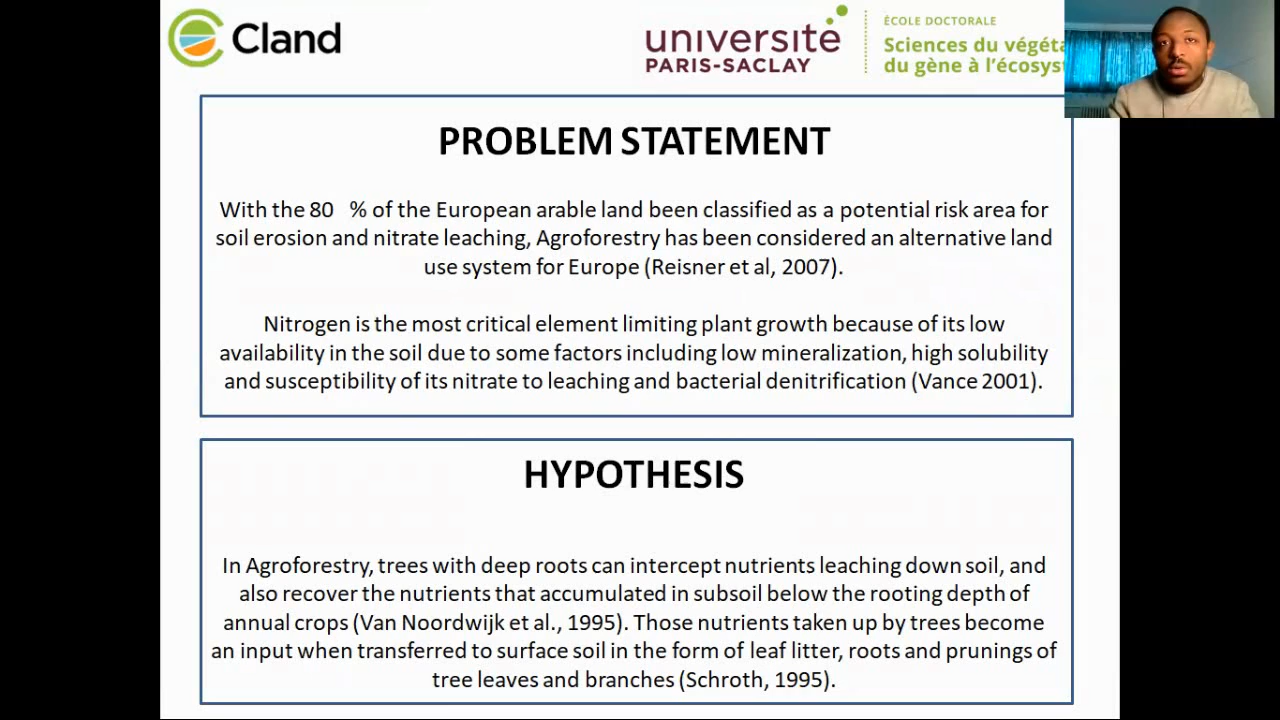 Cland
université
PARIS-SACLAY
ÉCOLE DOCTORALE
Sciences du végéta
du gène à l'écosyst
PROBLEM STATEMENT
With the 80 % of the European arable land been classified as a potential risk area for
soil erosion and nitrate leaching, Agroforestry has been considered an alternative land
use system for Europe (Reisner et al, 2007).
Nitrogen is the most critical element limiting plant growth because of its low
availability in the soil due to some factors including low mineralization, high solubility
and susceptibility of its nitrate to leaching and bacterial denitrification (Vance 2001).
HYPOTHESIS
In Agroforestry, trees with deep roots can intercept nutrients leaching down soil, and
also recover the nutrients that accumulated in subsoil below the rooting depth of
annual crops (Van Noordwijk et al., 1995). Those nutrients taken up by trees become
an input when transferred to surface soil in the form of leaf litter, roots and prunings of
tree leaves and branches (Schroth, 1995).